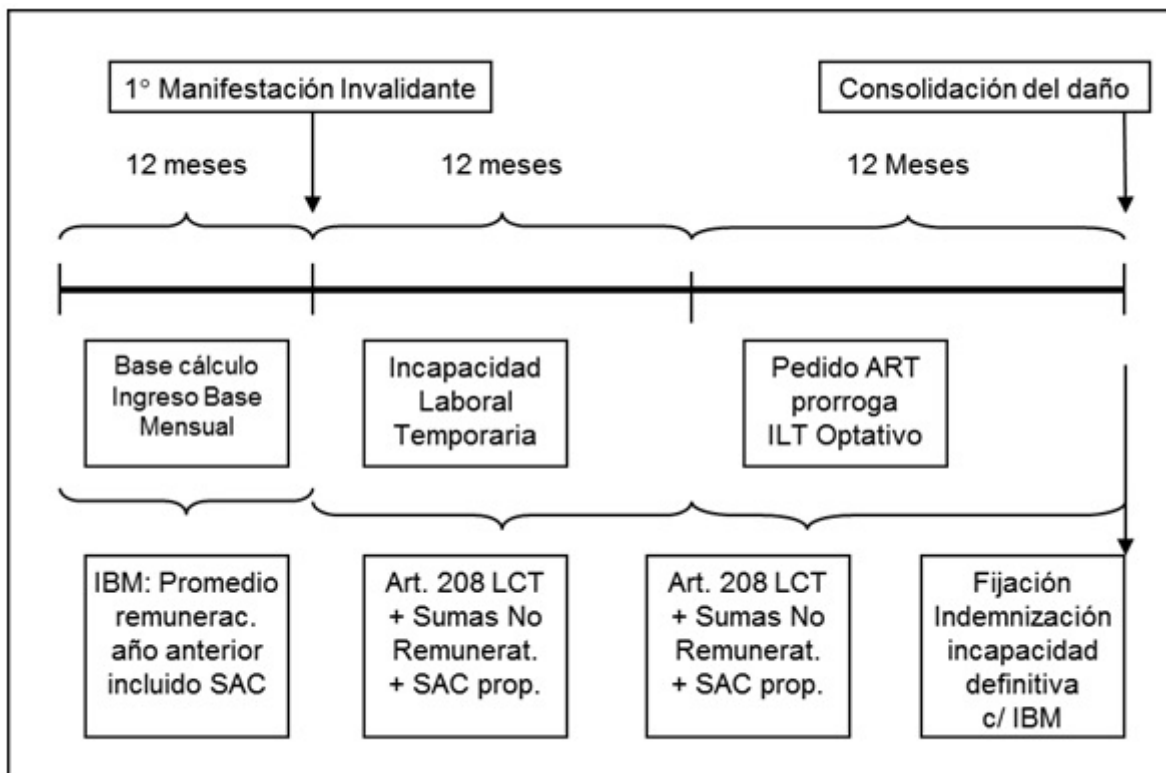 1° Manifestación Invalidante
Consolidación del daño
12 meses
12 meses
12 Meses
Base cálculo
Ingreso Base
Mensual
Incapacidad
Laboral
Temporaria
Pedido ART
prorroga
ILT Optativo
IBM: Promedio
remunerac.
año anterior
incluido SAC
Art. 208 LCT
+ Sumas No
Remunerat.
+ SAC prop.
Art. 208 LCT
+ Sumas No
Remunerat.
+ SAC prop.
Fijación
Indemnización
incapacidad
definitiva
c/ IBM